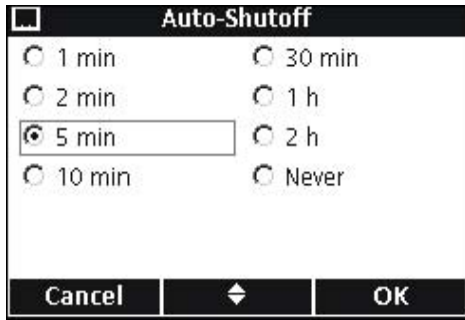 Auto-Shutoff
1 min
2 min
5 min
10 min
30 min
1 h
2 h
Never
Cancel
OK